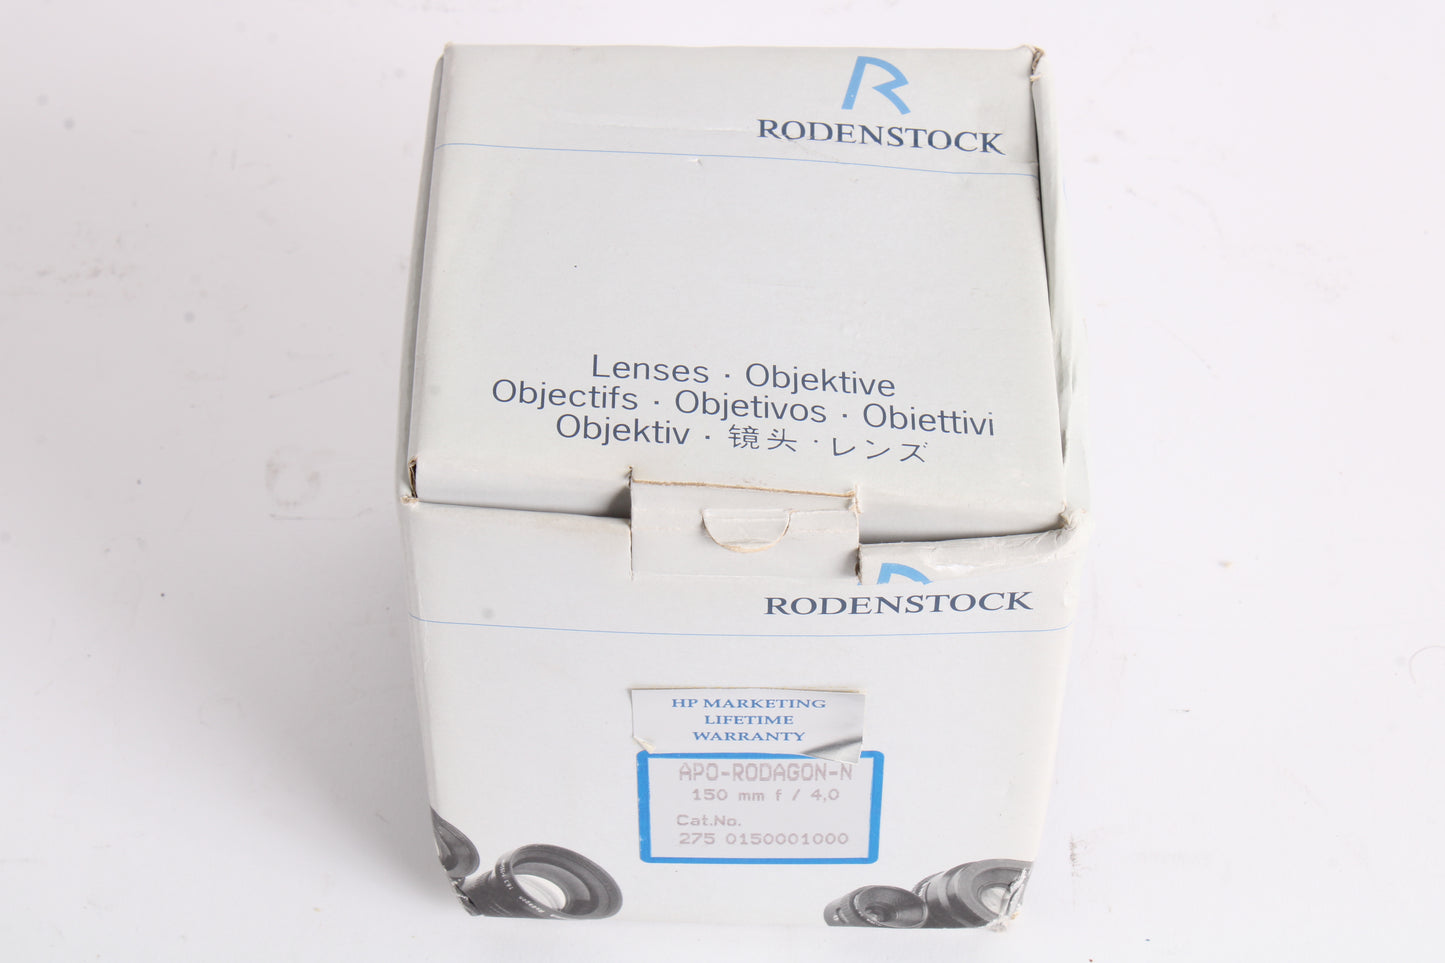 R
RODENSTOCK
Lenses · Objektive
Objectifs · Objetivos · Obiettivi
Objektiv · 镜头 · レンズ
RODENSTOCK
HP MARKETING
LIFETIME
WARRANTY
APO-RODAGON-N
150 mm f / 4,0
Cat.No.
275 0150001000